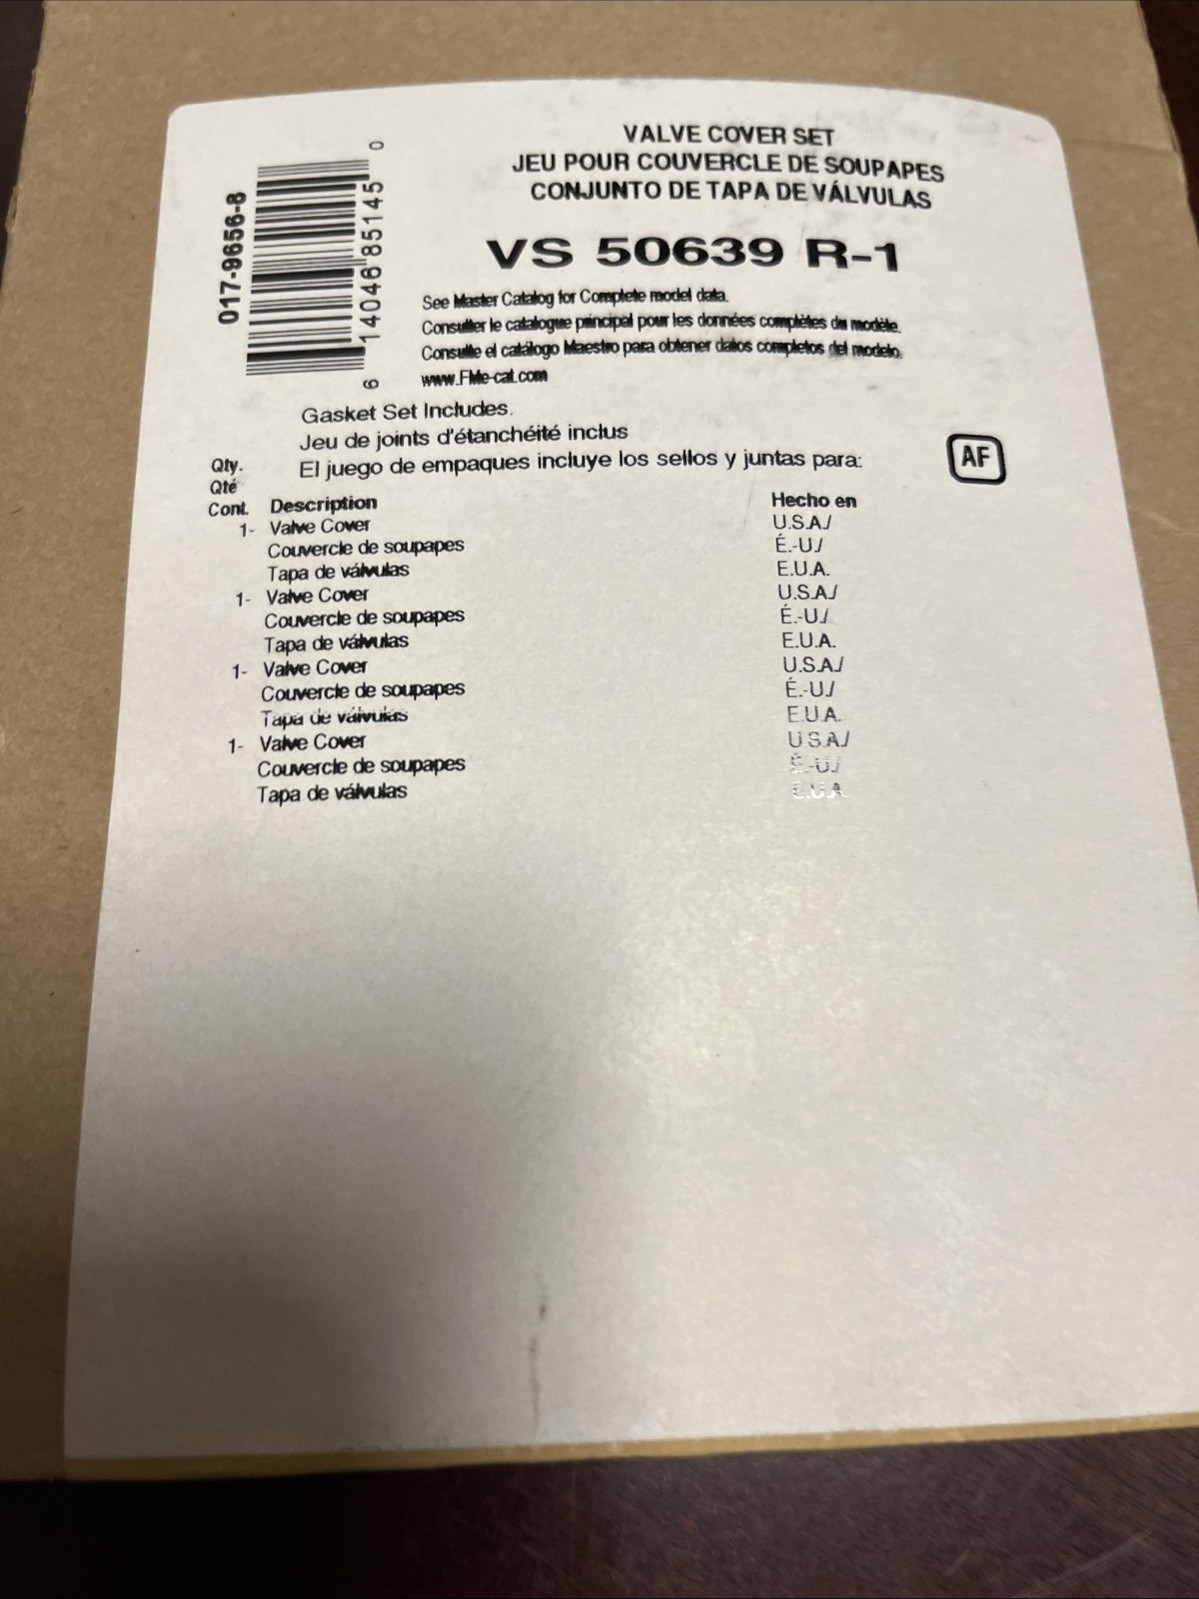 VALVE COVER SET
JEU POUR COUVERCLE DE SOUPAPES
CONJUNTO DE TAPA DE VÁLVULAS
017-9656-8
6 14046 85145 0
VS 50639 R-1
See Master Catalog for Complete model data.
Consulter le catalogue principal pour les données complètes du modèle.
Consulte el catálogo Maestro para obtener datos completos del modelo.
www.FMe-cat.com
Gasket Set Includes.
Jeu de joints d'étanchéité inclus
El juego de empaques incluye los sellos y juntas para:
AF
Qty.
Qté
Cont. Description Hecho en
1- Valve Cover U.S.A./
Couvercle de soupapes É.-U./
Tapa de válvulas E.U.A.
1- Valve Cover U.S.A./
Couvercle de soupapes É.-U./
Tapa de válvulas E.U.A.
1- Valve Cover U.S.A./
Couvercle de soupapes É.-U./
Tapa de válvulas E.U.A.
1- Valve Cover U.S.A./
Couvercle de soupapes É.-U./
Tapa de válvulas E.U.A.